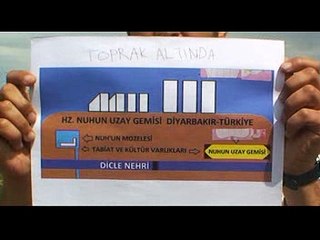 TOPRAK ALTINDA
HZ. NUHUN UZAY GEMİSİ DİYARBAKIR-TÜRKİYE
NUH'UN MOZELESİ
TABİAT VE KÜLTÜR VARLIKLARI
NUHUN UZAY GEMİSİ
DİCLE NEHRİ